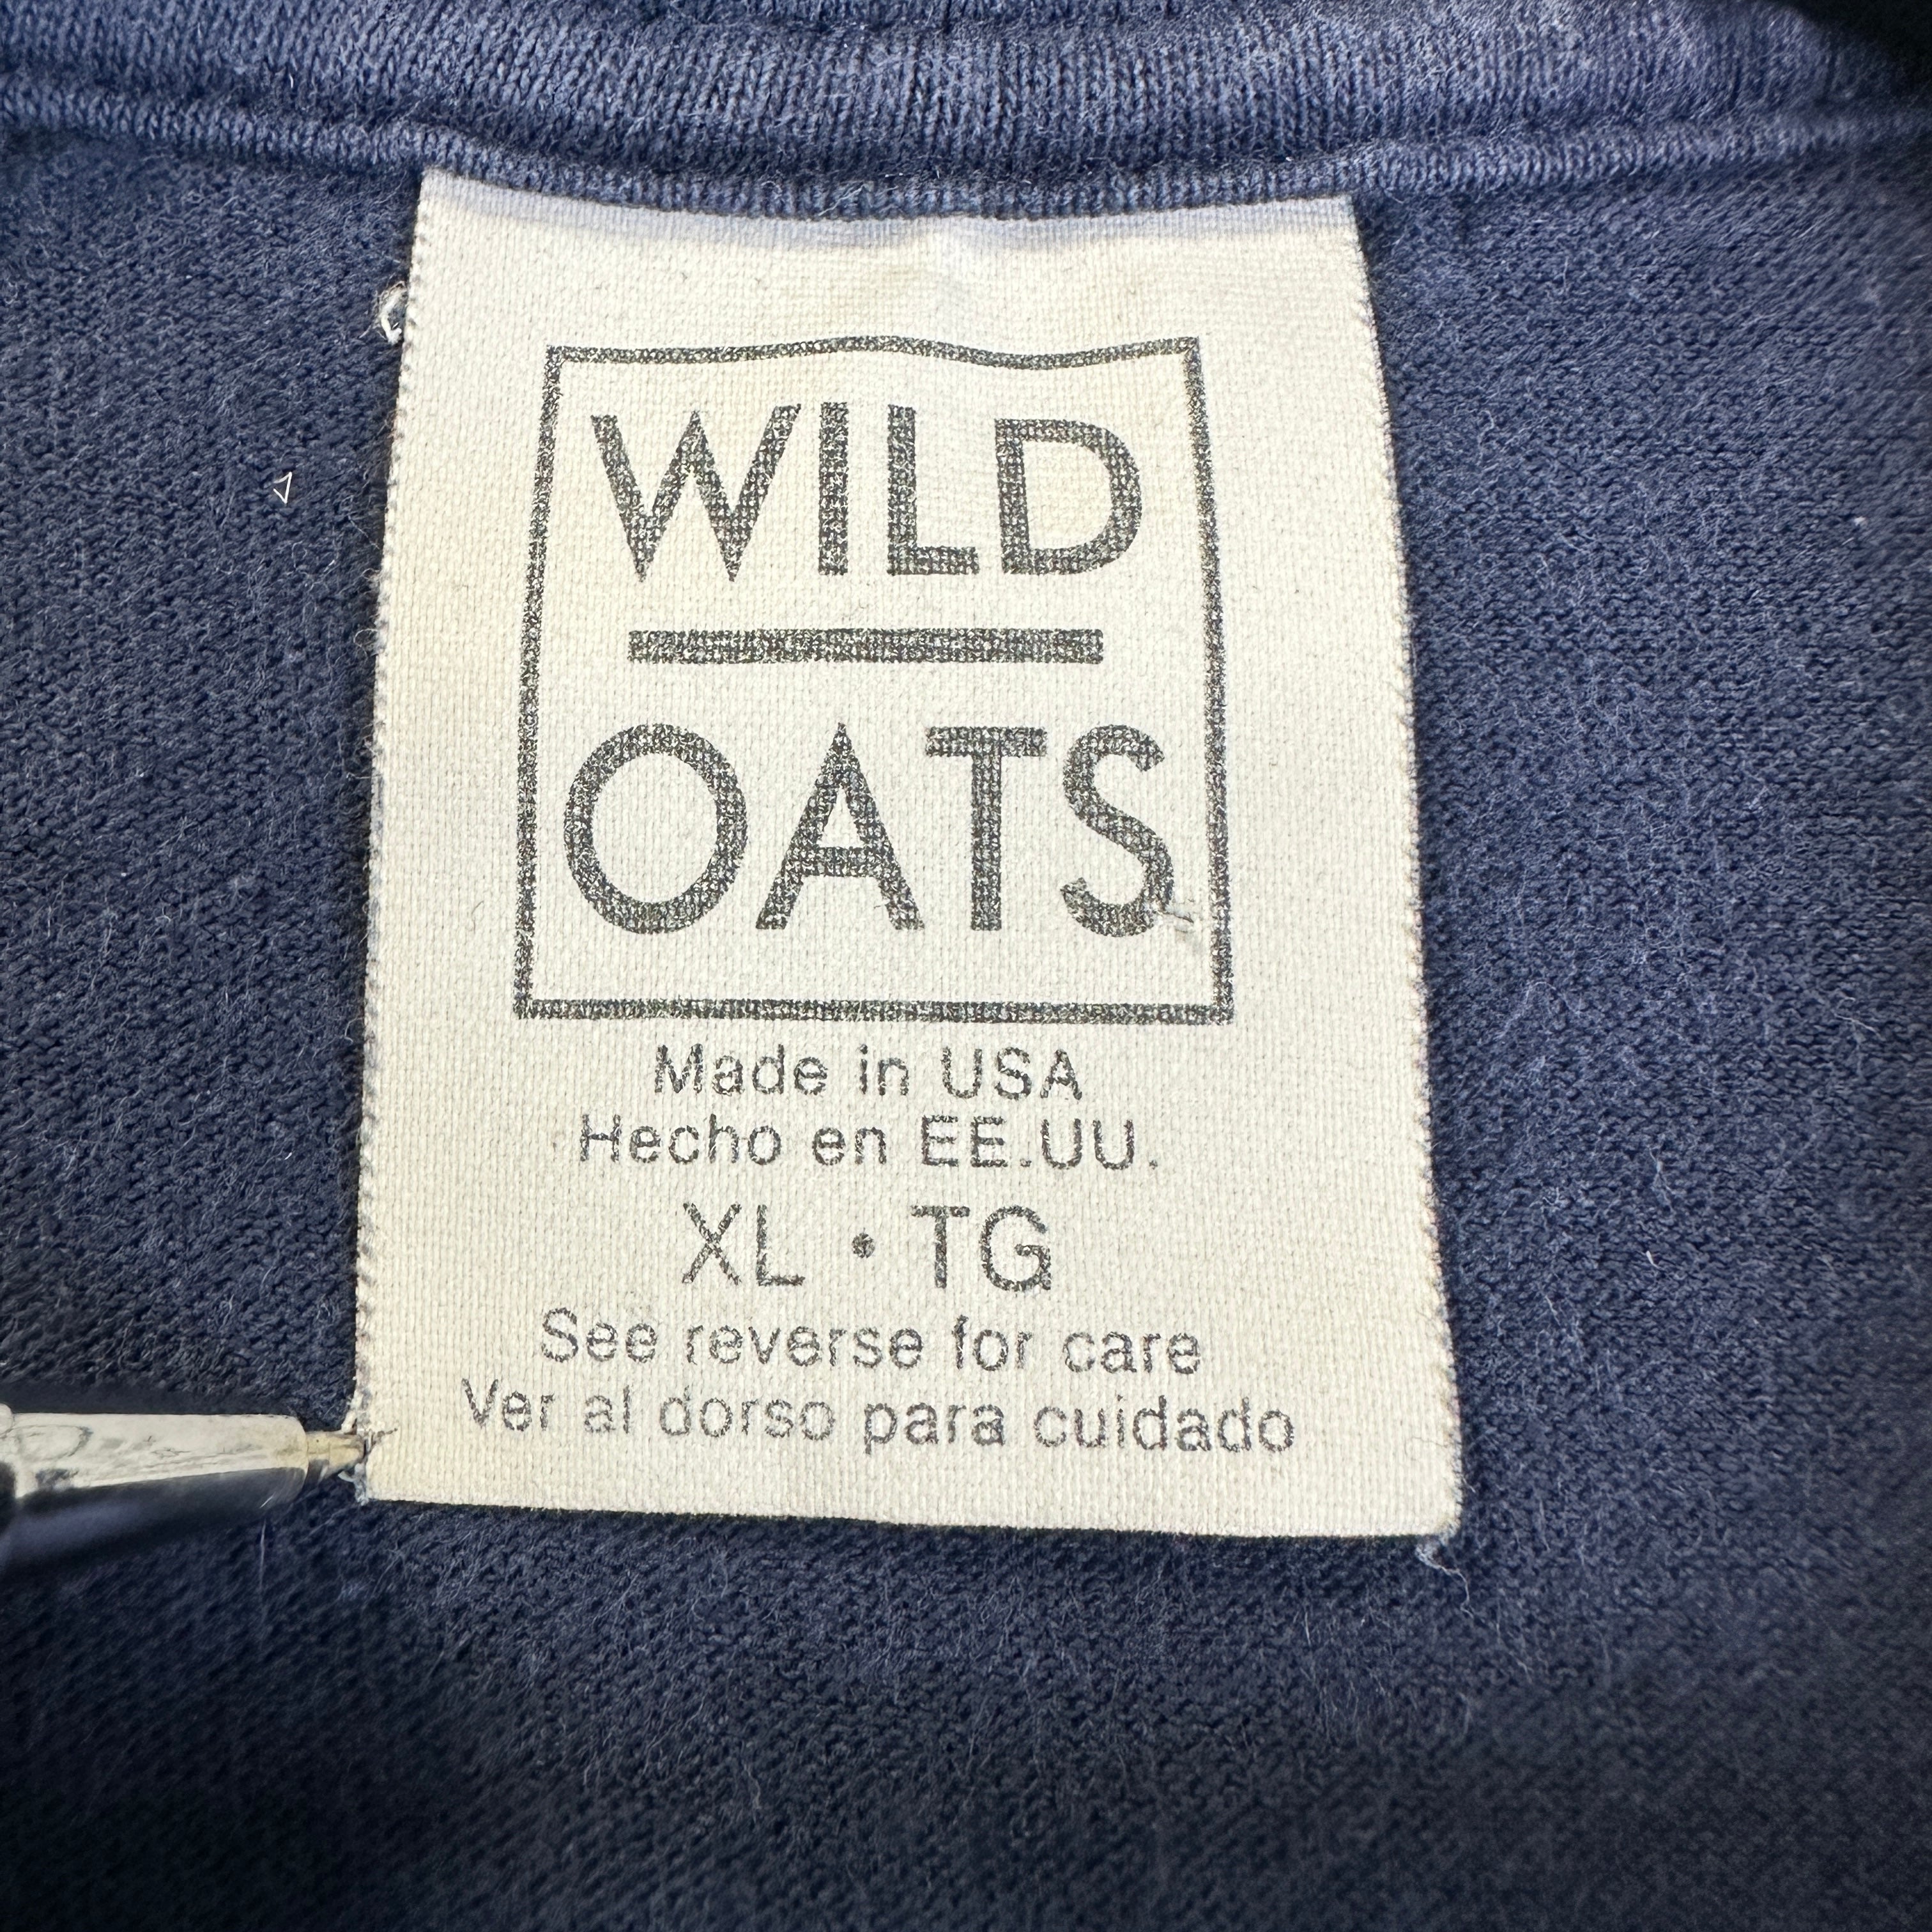 WILD
OATS
Made in USA
Hecho en EE.UU.
XL • TG
See reverse for care
Ver al dorso para cuidado